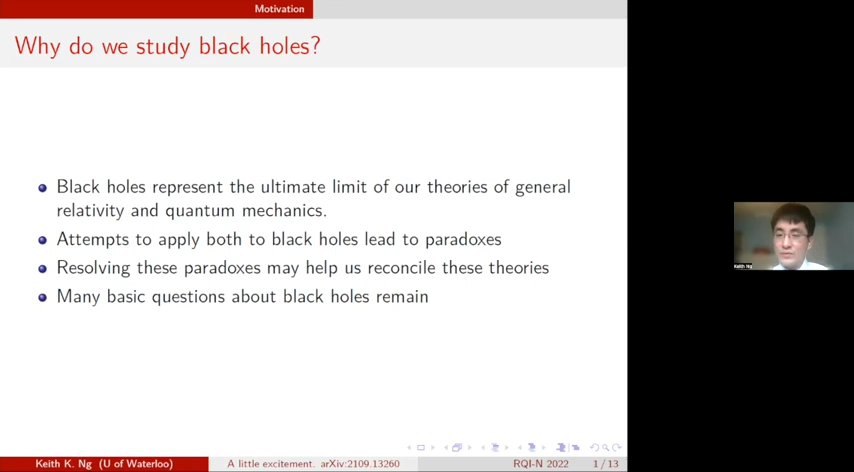 Motivation
Why do we study black holes?
Black holes represent the ultimate limit of our theories of general
relativity and quantum mechanics.
Attempts to apply both to black holes lead to paradoxes
Resolving these paradoxes may help us reconcile these theories
Many basic questions about black holes remain
Keith Ng
Keith K. Ng (U of Waterloo)
A little excitement. arXiv:2109.13260
RQI-N 2022
1 / 13